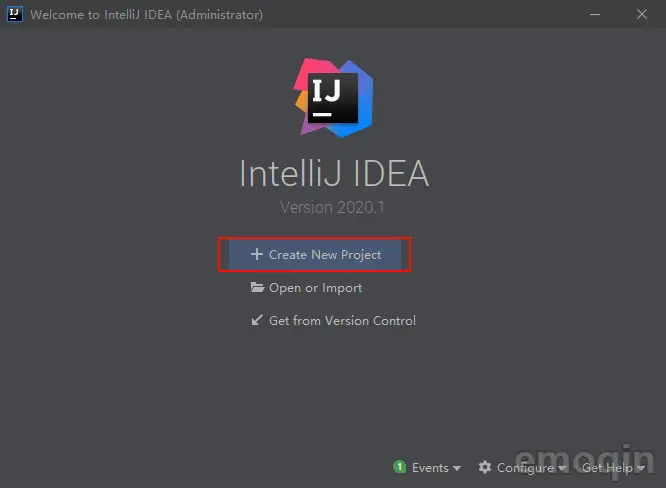 Welcome to IntelliJ IDEA (Administrator)
IJ
IntelliJ IDEA
Version 2020.1
Create New Project
Open or Import
Get from Version Control
1 Events Configure Get Help
emoqin